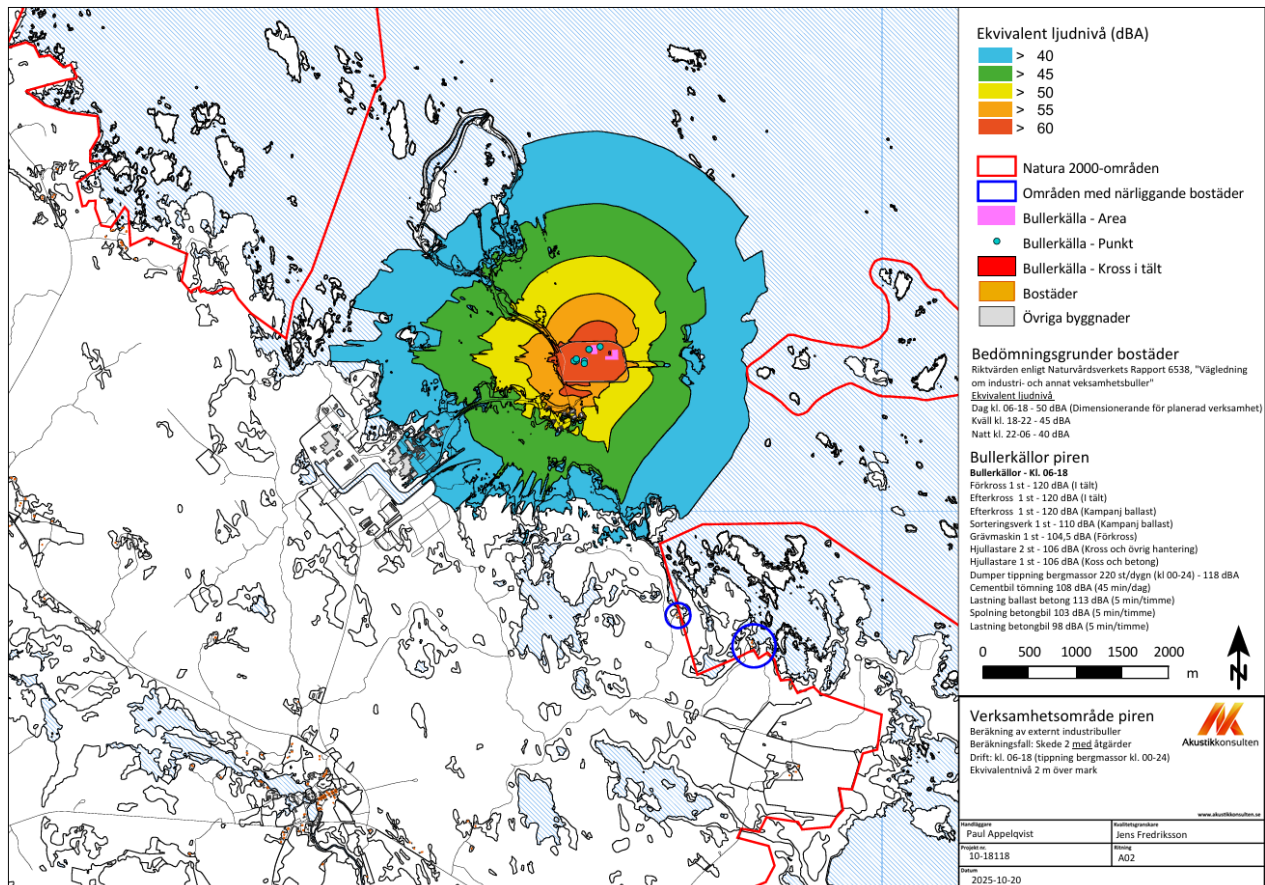 Ekvivalent ljudnivå (dBA)
> 40
> 45
> 50
> 55
> 60
Natura 2000-områden
Områden med närliggande bostäder
Bullerkälla - Area
Bullerkälla - Punkt
Bullerkälla - Kross i tält
Bostäder
Övriga byggnader
Bedömningsgrunder bostäder
Riktvärden enligt Naturvårdsverkets Rapport 6538, "Vägledning
om industri- och annat veksamhetsbuller"
Ekvivalent ljudnivå
Dag kl. 06-18 - 50 dBA (Dimensionerande för planerad verksamhet)
Kväll kl. 18-22 - 45 dBA
Natt kl. 22-06 - 40 dBA
Bullerkällor piren
Bullerkällor - Kl. 06-18
Förkross 1 st - 120 dBA (I tält)
Efterkross 1 st - 120 dBA (I tält)
Efterkross 1 st - 120 dBA (Kampanj ballast)
Sorteringsverk 1 st - 110 dBA (Kampanj ballast)
Grävmaskin 1 st - 104,5 dBA (Förkross)
Hjullastare 2 st - 106 dBA (Kross och övrig hantering)
Hjullastare 1 st - 106 dBA (Koss och betong)
Dumper tippning bergmassor 220 st/dygn (kl 00-24) - 118 dBA
Cementbil tömning 108 dBA (45 min/dag)
Lastning ballast betong 113 dBA (5 min/timme)
Spolning betongbil 103 dBA (5 min/timme)
Lastning betongbil 98 dBA (5 min/timme)
0 500 1000 1500 2000
m
N
Verksamhetsområde piren
Beräkning av externt industribuller
Beräkningsfall: Skede 2 med åtgärder
Drift: kl. 06-18 (tippning bergmassor kl. 00-24)
Ekvivalentnivå 2 m över mark
Akustikkonsulten
www.akustikkonsulten.se
Handläggare
Paul Appelqvist
Kvalitetsgranskare
Jens Fredriksson
Projekt nr.
10-18118
Ritning
A02
Datum
2025-10-20